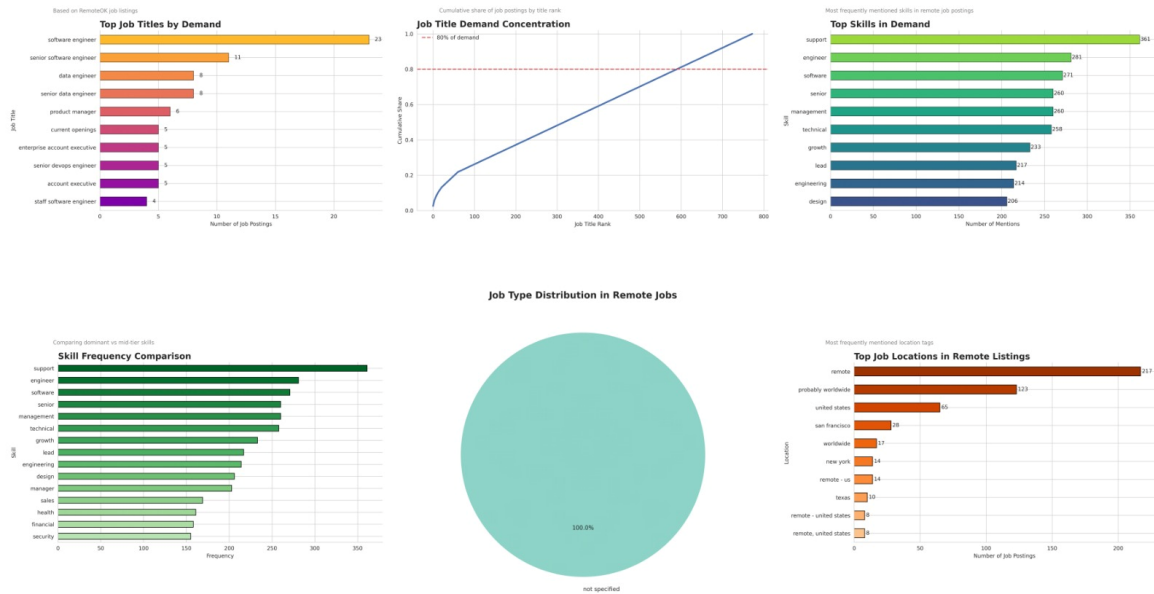 Based on RemoteOK job listings
Top Job Titles by Demand
Job Title
software engineer 23
senior software engineer 11
data engineer 8
senior data engineer 8
product manager 6
current openings 5
enterprise account executive 5
senior devops engineer 5
account executive 5
staff software engineer 4
0 5 10 15 20
Number of Job Postings
Cumulative share of job postings by title rank
Job Title Demand Concentration
80% of demand
Cumulative Share
1.0
0.8
0.6
0.4
0.2
0.0
0 100 200 300 400 500 600 700 800
Job Title Rank
Most frequently mentioned skills in remote job postings
Top Skills in Demand
Skill
support 361
engineer 281
software 271
senior 260
management 260
technical 258
growth 233
lead 217
engineering 214
design 206
0 50 100 150 200 250 300 350
Number of Mentions
Comparing dominant vs mid-tier skills
Skill Frequency Comparison
Skill
support
engineer
software
senior
management
technical
growth
lead
engineering
design
manager
sales
health
financial
security
0 50 100 150 200 250 300 350
Frequency
Job Type Distribution in Remote Jobs
100.0%
not specified
Most frequently mentioned location tags
Top Job Locations in Remote Listings
Location
remote 217
probably worldwide 123
united states 65
san francisco 28
worldwide 17
new york 14
remote - us 14
texas 10
remote - united states 8
remote, united states 8
0 50 100 150 200
Number of Job Postings